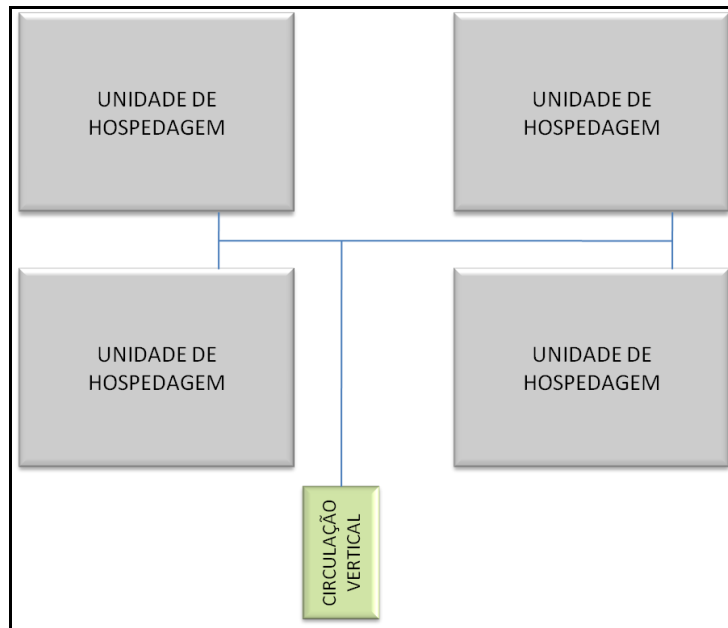 UNIDADE DE
HOSPEDAGEM
UNIDADE DE
HOSPEDAGEM
UNIDADE DE
HOSPEDAGEM
UNIDADE DE
HOSPEDAGEM
CIRCULAÇÃO
VERTICAL